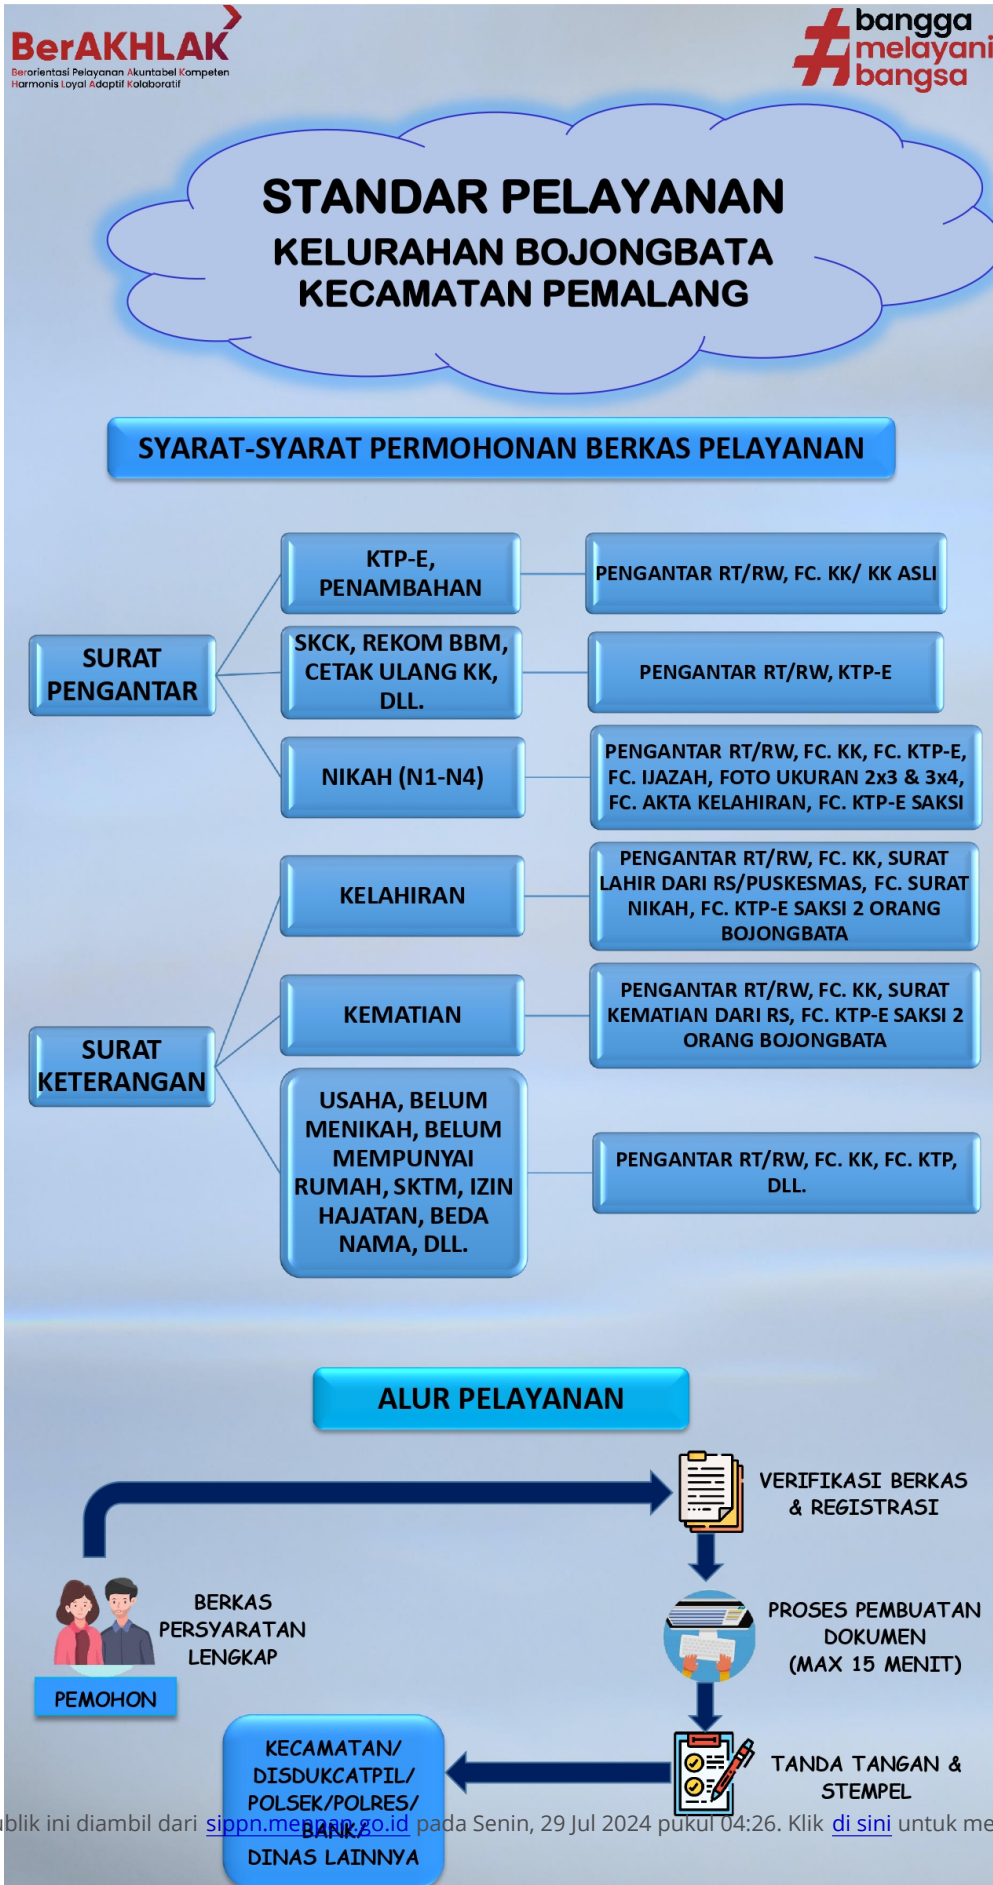 BerAKHLAK
Berorientasi Pelayanan Akuntabel Kompeten
Harmonis Loyal Adaptif Kolaboratif
#bangga
melayani
bangsa
STANDAR PELAYANAN
KELURAHAN BOJONGBATA
KECAMATAN PEMALANG
SYARAT-SYARAT PERMOHONAN BERKAS PELAYANAN
SURAT
PENGANTAR
KTP-E,
PENAMBAHAN
PENGANTAR RT/RW, FC. KK/ KK ASLI
SKCK, REKOM BBM,
CETAK ULANG KK,
DLL.
PENGANTAR RT/RW, KTP-E
NIKAH (N1-N4)
PENGANTAR RT/RW, FC. KK, FC. KTP-E,
FC. IJAZAH, FOTO UKURAN 2x3 & 3x4,
FC. AKTA KELAHIRAN, FC. KTP-E SAKSI
SURAT
KETERANGAN
KELAHIRAN
PENGANTAR RT/RW, FC. KK, SURAT
LAHIR DARI RS/PUSKESMAS, FC. SURAT
NIKAH, FC. KTP-E SAKSI 2 ORANG
BOJONGBATA
KEMATIAN
PENGANTAR RT/RW, FC. KK, SURAT
KEMATIAN DARI RS, FC. KTP-E SAKSI 2
ORANG BOJONGBATA
USAHA, BELUM
MENIKAH, BELUM
MEMPUNYAI
RUMAH, SKTM, IZIN
HAJATAN, BEDA
NAMA, DLL.
PENGANTAR RT/RW, FC. KK, FC. KTP,
DLL.
ALUR PELAYANAN
PEMOHON
BERKAS
PERSYARATAN
LENGKAP
VERIFIKASI BERKAS
& REGISTRASI
PROSES PEMBUATAN
DOKUMEN
(MAX 15 MENIT)
TANDA TANGAN &
STEMPEL
KECAMATAN/
DISDUKCATPIL/
POLSEK/POLRES/
BANK/
DINAS LAINNYA
blik ini diambil dari sippn.menpan.go.id pada Senin, 29 Jul 2024 pukul 04:26. Klik di sini untuk me